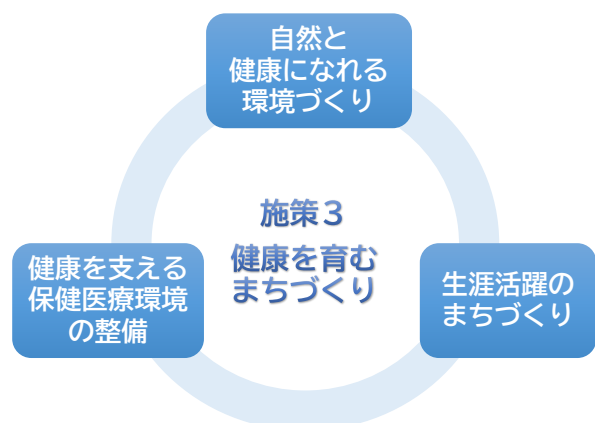 自然と
健康になれる
環境づくり
施策３
健康を育む
まちづくり
健康を支える
保健医療環境
の整備
生涯活躍の
まちづくり